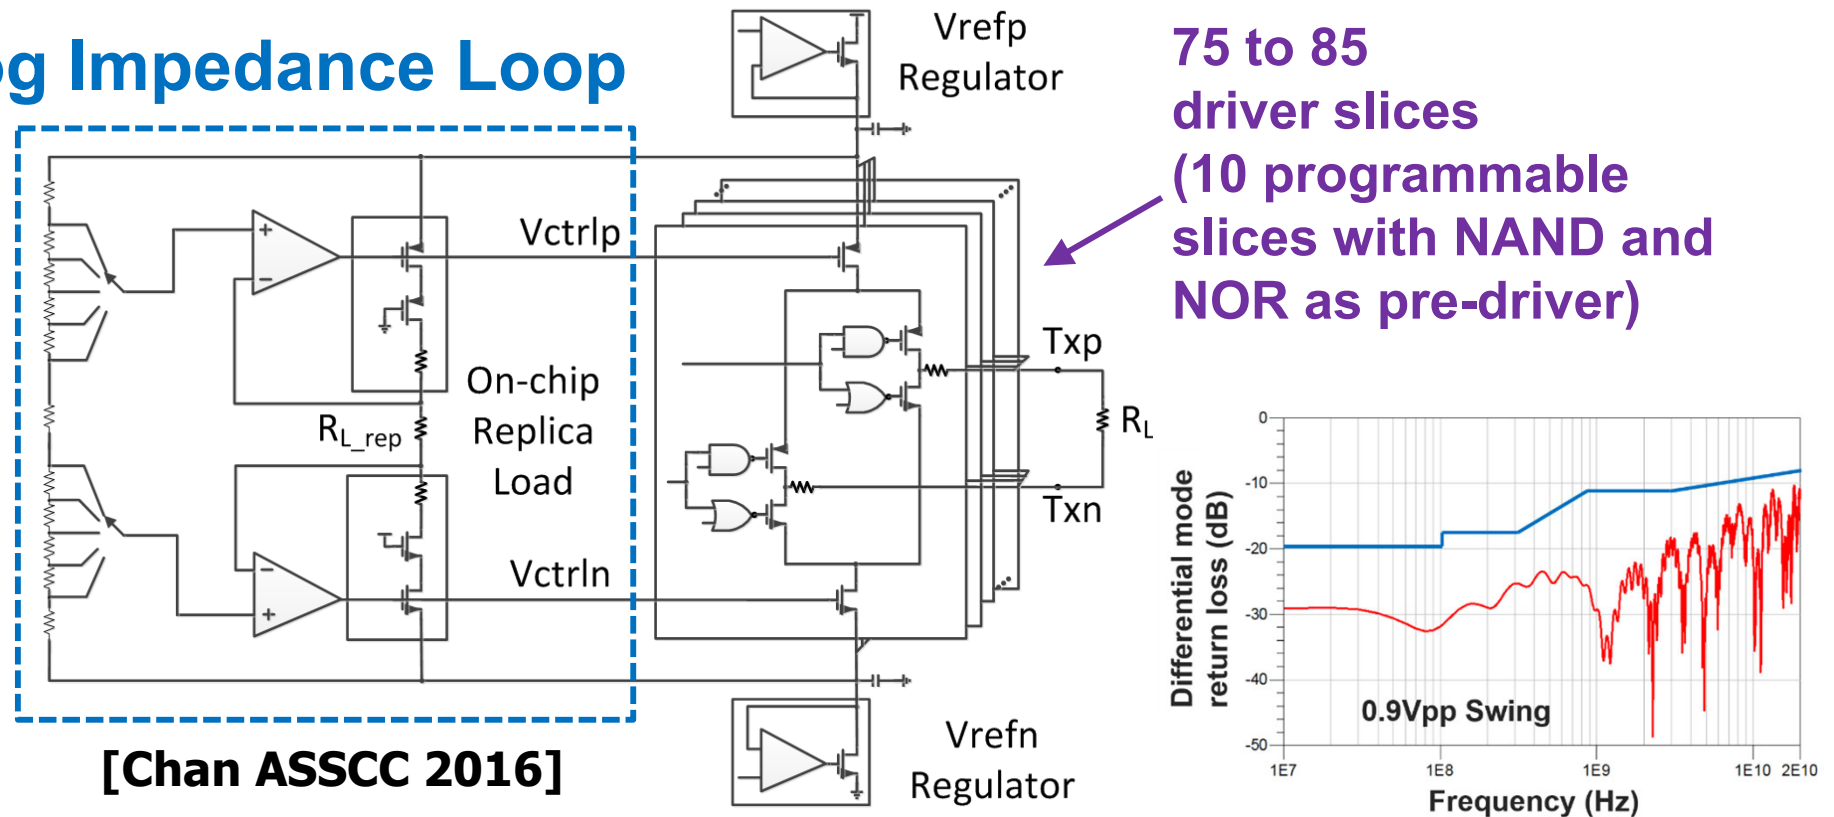 og Impedance Loop
Vrefp
Regulator
75 to 85
driver slices
(10 programmable
slices with NAND and
NOR as pre-driver)
Vctrlp
+
−
On-chip
Replica
Load
RL_rep
Txp
RL
Txn
−
+
Vctrln
Vrefn
Regulator
[Chan ASSCC 2016]
Differential mode
return loss (dB)
0
-10
-20
-30
-40
-50
0.9Vpp Swing
1E7
1E8
1E9
1E10
2E10
Frequency (Hz)